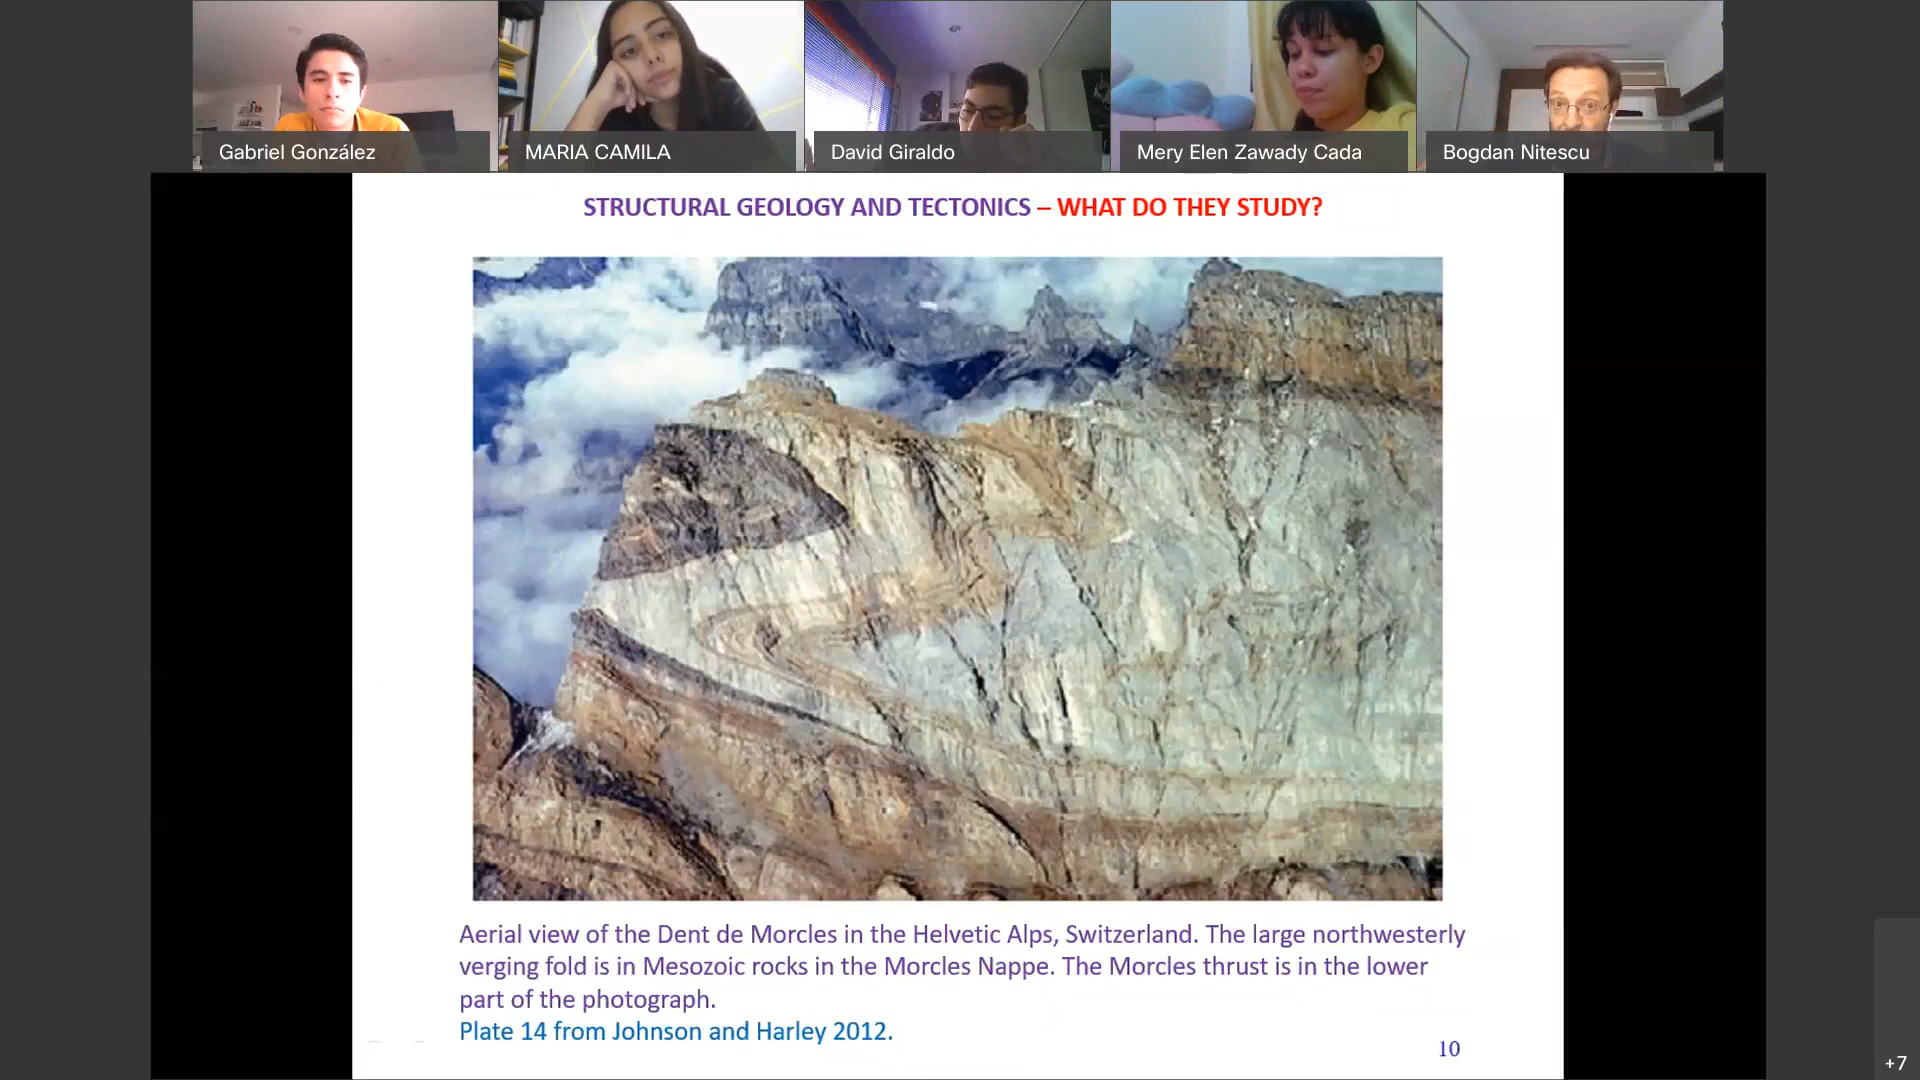 Gabriel González
MARIA CAMILA
David Giraldo
Mery Elen Zawady Cada
Bogdan Nitescu
STRUCTURAL GEOLOGY AND TECTONICS – WHAT DO THEY STUDY?
Aerial view of the Dent de Morcles in the Helvetic Alps, Switzerland. The large northwesterly
verging fold is in Mesozoic rocks in the Morcles Nappe. The Morcles thrust is in the lower
part of the photograph.
Plate 14 from Johnson and Harley 2012.
10
+7